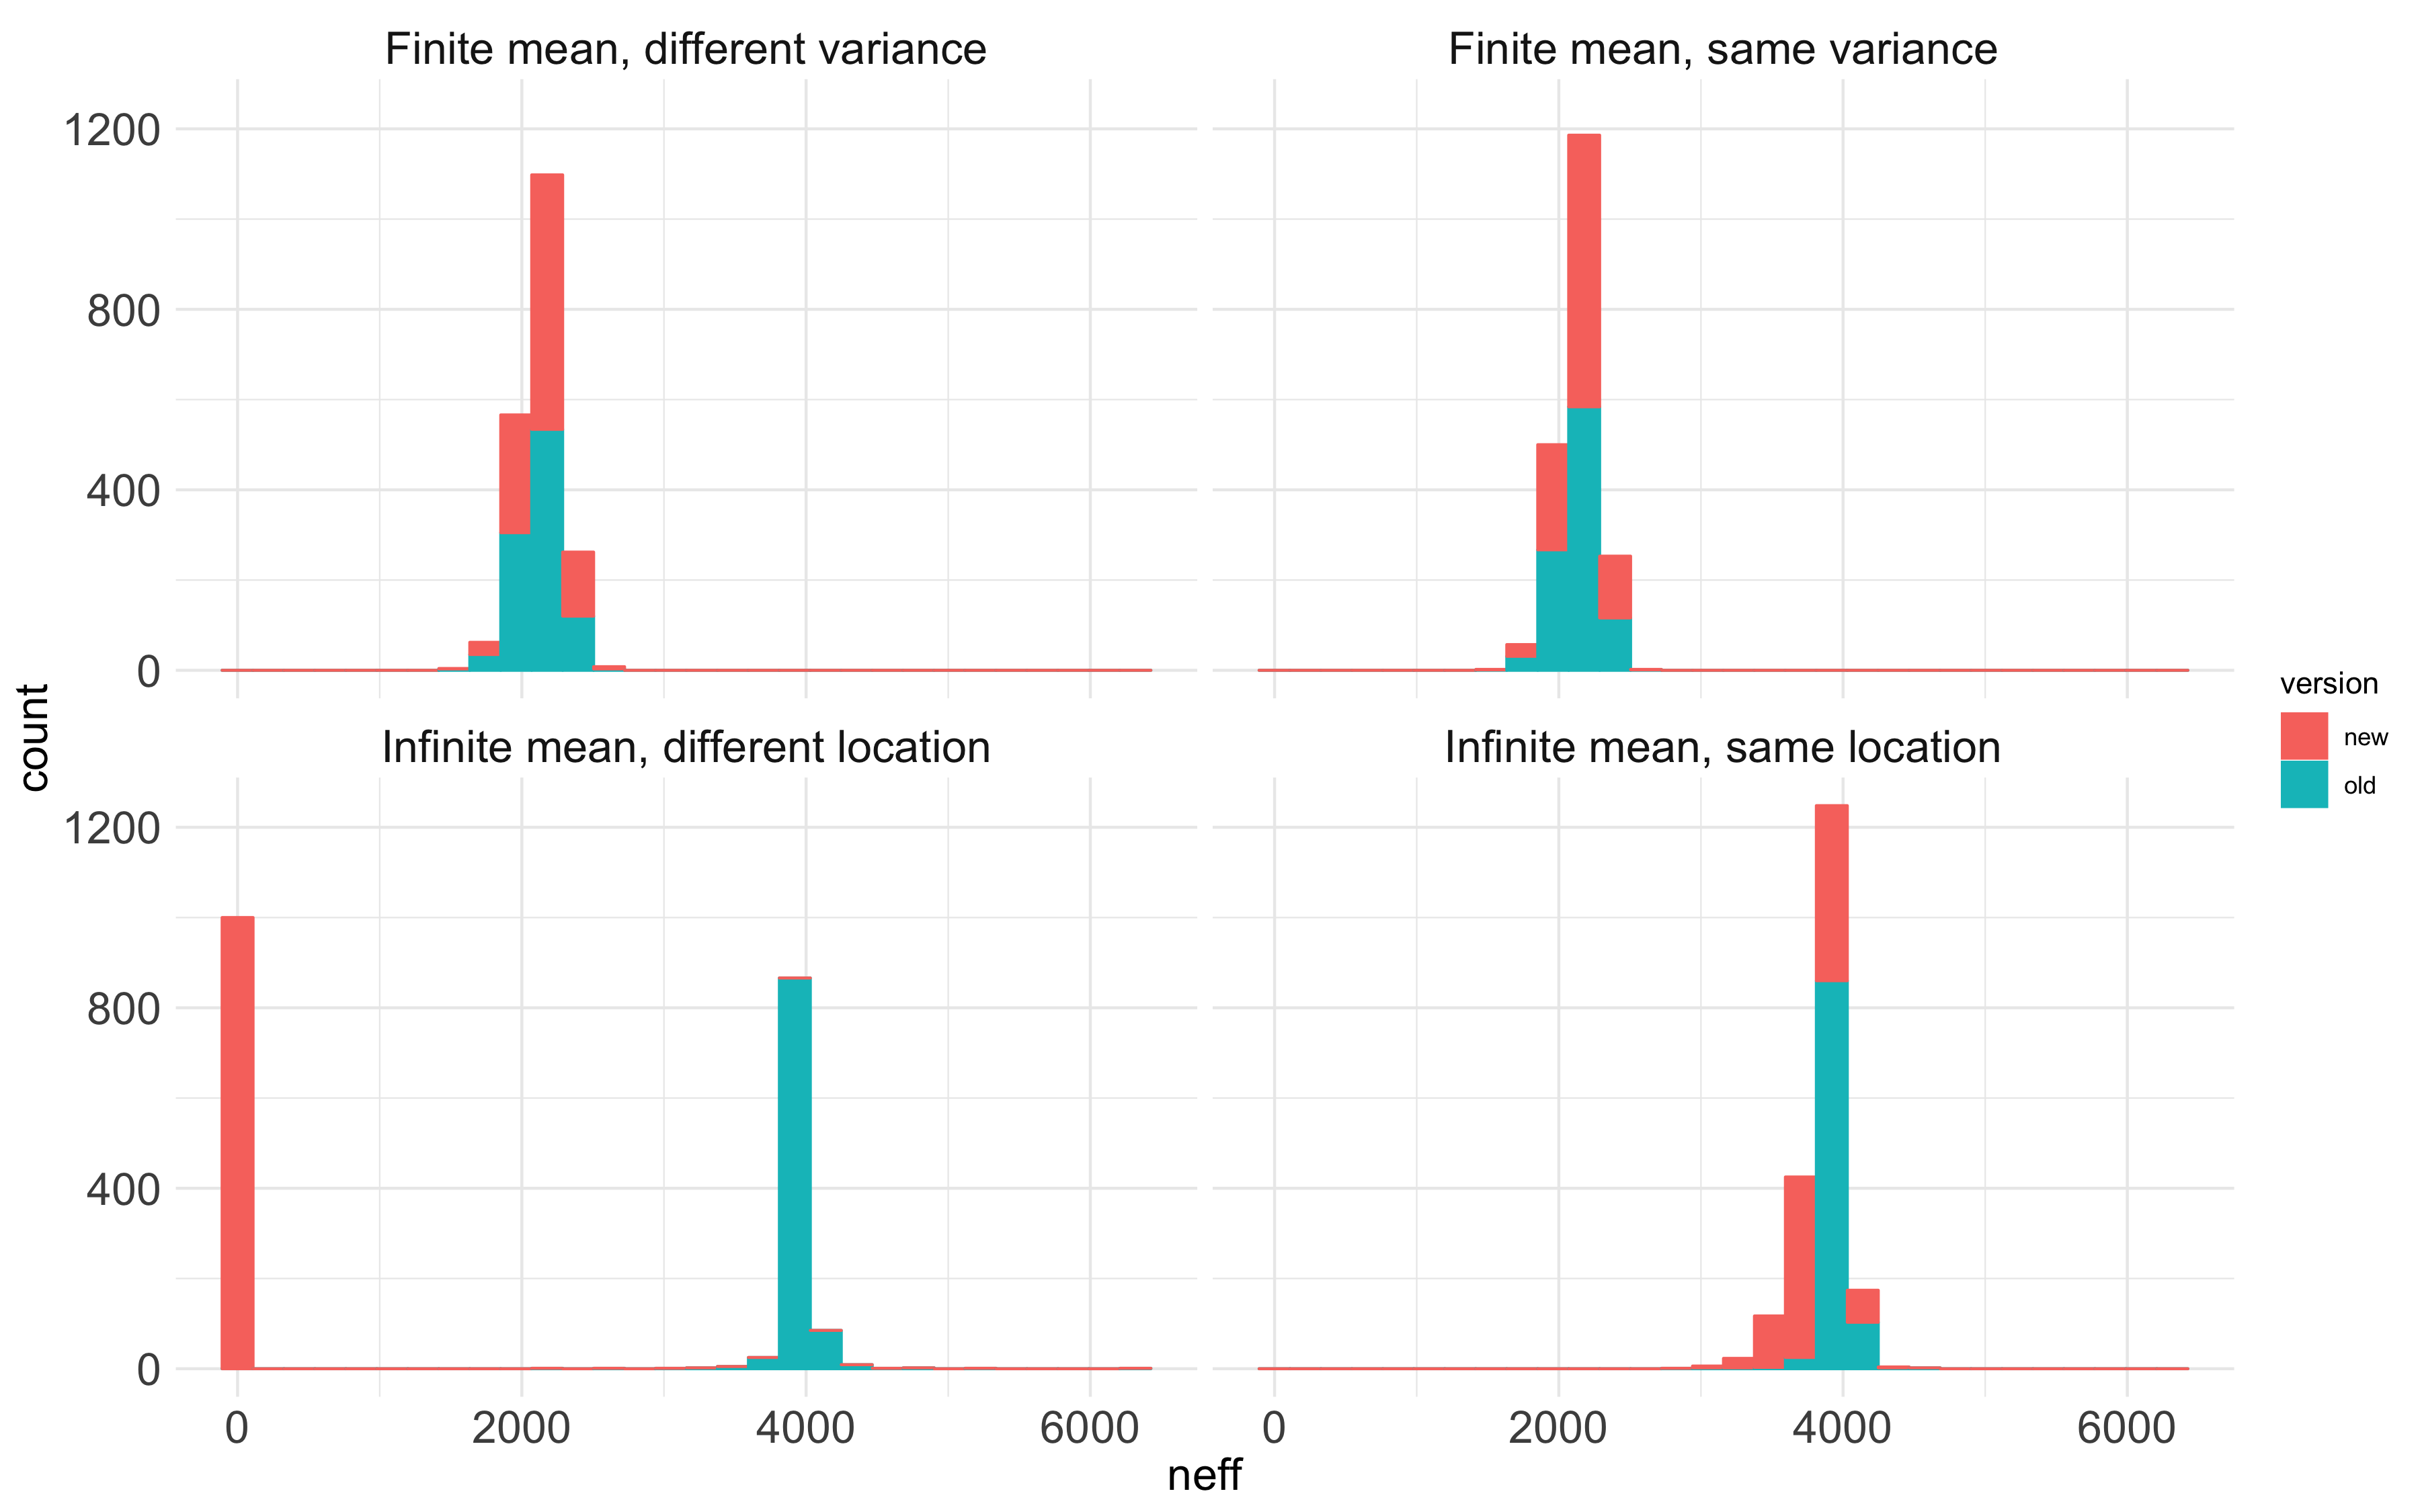 Finite mean, different variance
Finite mean, same variance
1200
800
400
0
Infinite mean, different location
Infinite mean, same location
1200
800
400
0
0 2000 4000 6000
0 2000 4000 6000
neff
count
version
new
old